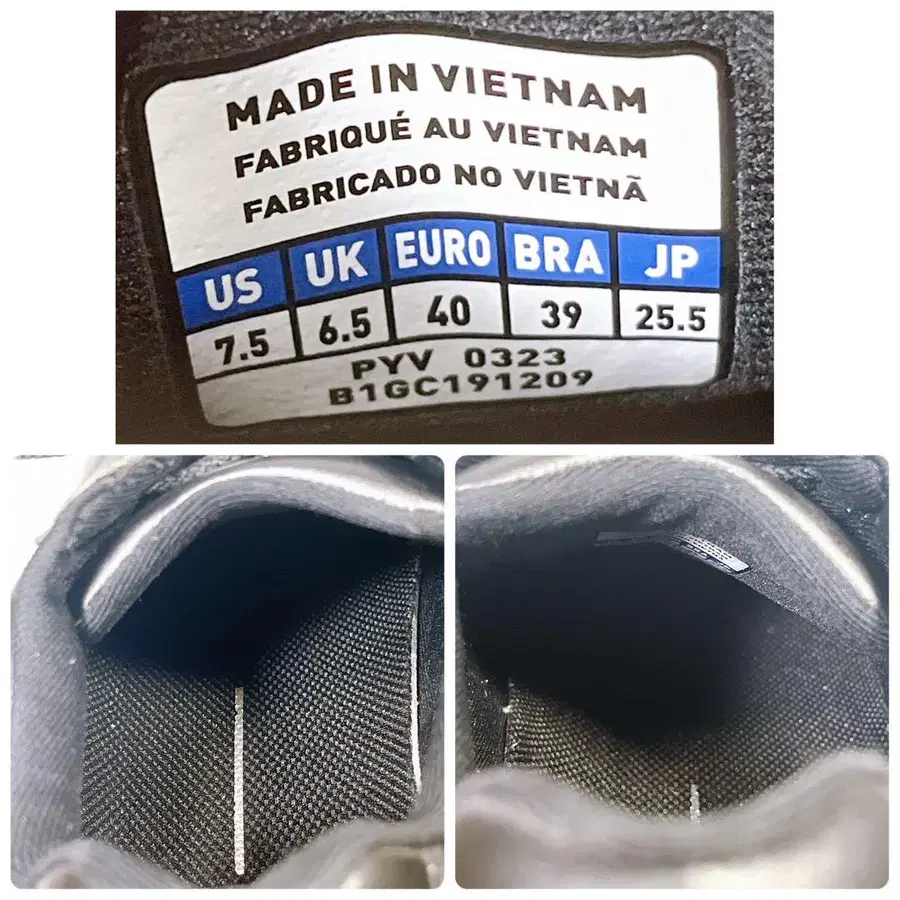 MADE IN VIETNAM
FABRIQUÉ AU VIETNAM
FABRICADO NO VIETNÃ
US UK EURO BRA JP
7.5 6.5 40 39 25.5
PYV 0323
B1GC191209